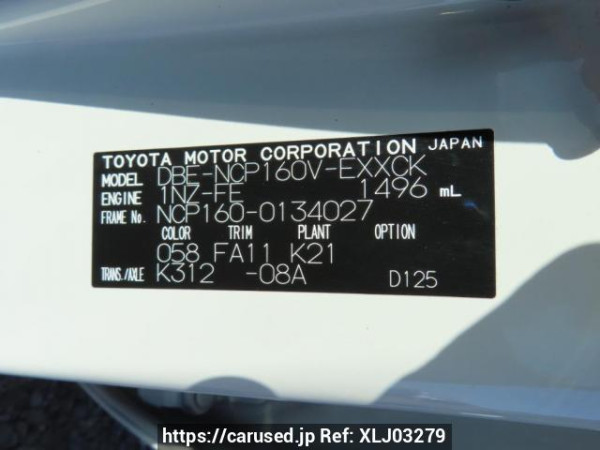 TOYOTA MOTOR CORPORATION JAPAN
MODEL DBE-NCP160V-EXXCK
ENGINE 1NZ-FE 1496 mL
FRAME No. NCP160-0134027
COLOR TRIM PLANT OPTION
058 FA11 K21
TRANS./AXLE K312 -08A D125
https://carused.jp Ref: XLJ03279